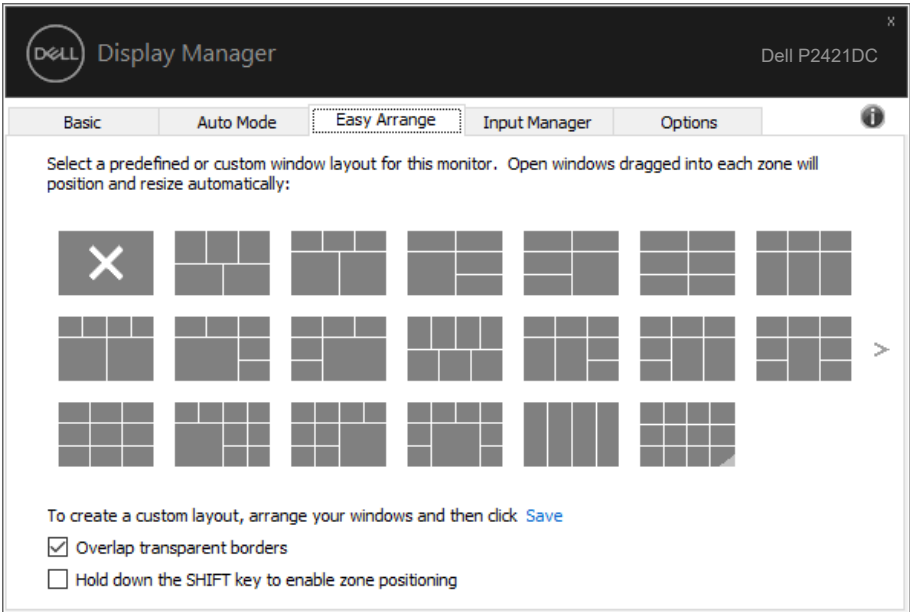 x
DELL Display Manager
Dell P2421DC
Basic Auto Mode Easy Arrange Input Manager Options
Select a predefined or custom window layout for this monitor. Open windows dragged into each zone will
position and resize automatically:
>
To create a custom layout, arrange your windows and then click Save
Overlap transparent borders
Hold down the SHIFT key to enable zone positioning